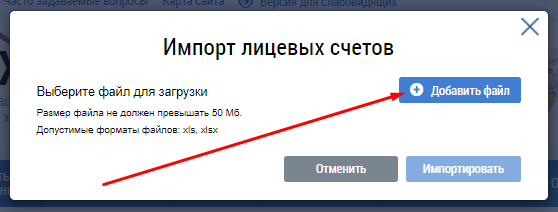 Часто задаваемые вопросы Карта сайта Версия для слабовидящих
Импорт лицевых счетов
Выберите файл для загрузки
Добавить файл
Размер файла не должен превышать 50 Мб.
Допустимые форматы файлов: xls, xlsx
Отменить
Импортировать